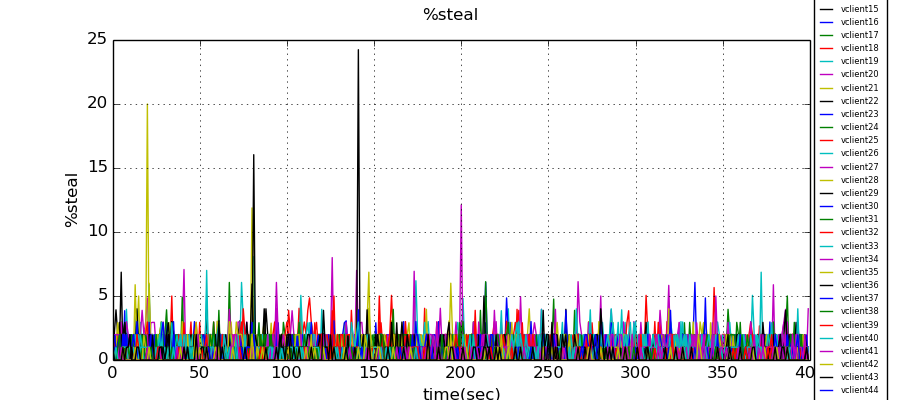 %steal
25
20
15
10
5
0
%steal
0 50 100 150 200 250 300 350 40
time(sec)
vclient15
vclient16
vclient17
vclient18
vclient19
vclient20
vclient21
vclient22
vclient23
vclient24
vclient25
vclient26
vclient27
vclient28
vclient29
vclient30
vclient31
vclient32
vclient33
vclient34
vclient35
vclient36
vclient37
vclient38
vclient39
vclient40
vclient41
vclient42
vclient43
vclient44